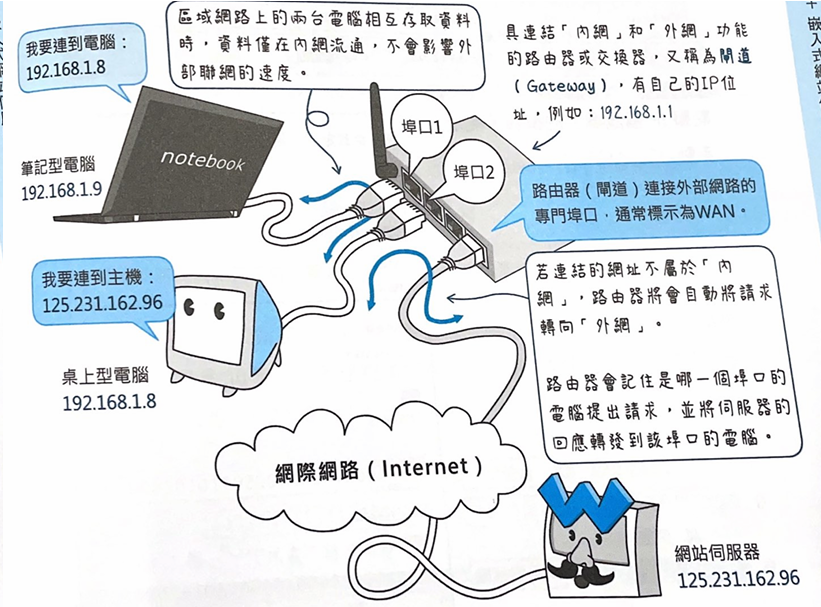 我要連到電腦：
192.168.1.8
區域網路上的兩台電腦相互存取資料
時，資料僅在內網流通，不會影響外
部聯網的速度。
具連結「內網」和「外網」功能
的路由器或交換器，又稱為閘道
（Gateway），有自己的IP位
址，例如：192.168.1.1
埠口1
埠口2
notebook
筆記型電腦
192.168.1.9
路由器（閘道）連接外部網路的
專門埠口，通常標示為WAN。
我要連到主機：
125.231.162.96
若連結的網址不屬於「內
網」，路由器將會自動將請求
轉向「外網」。
路由器會記住是哪一個埠口的
電腦提出請求，並將伺服器的
回應轉發到該埠口的電腦。
桌上型電腦
192.168.1.8
網際網路（Internet）
W
網站伺服器
125.231.162.96